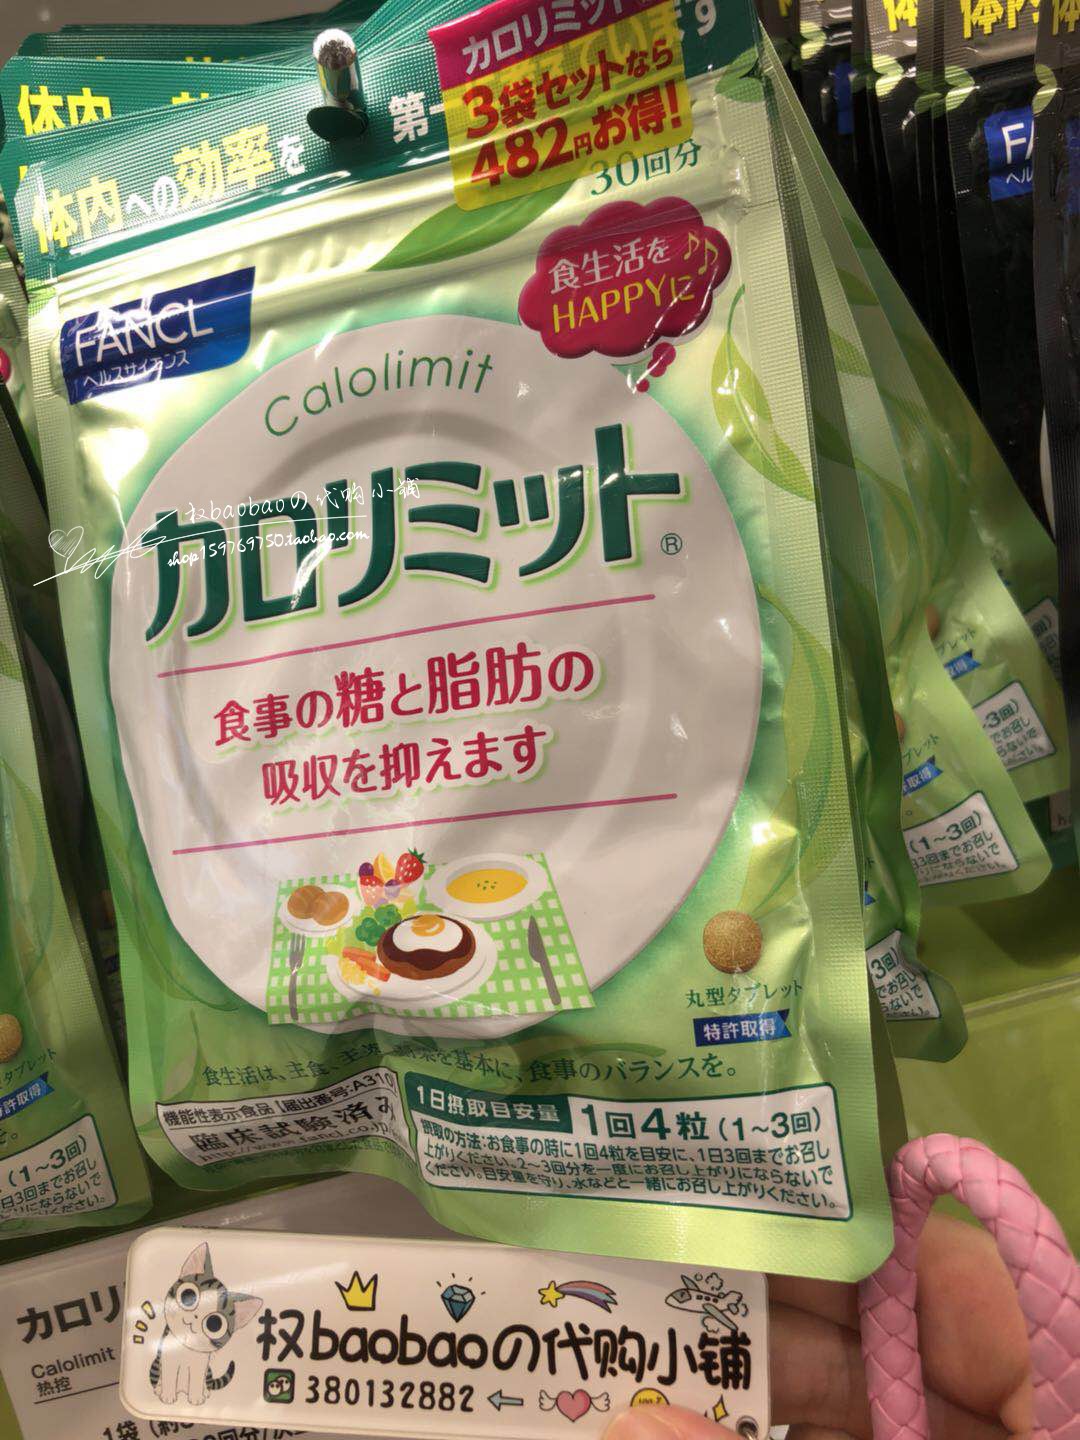 カロリミット
3袋セットなら
482円お得!
体内への効率を
30回分
食生活を
HAPPYに
FANCL
ヘルスサイエンス
Calolimit
カロリミット®
权baobaoの代购小铺
shop159769750.taobao.com
食事の糖と脂肪の
吸収を抑えます
丸型タブレット
特許取得
食生活は、主食、主菜、副菜を基本に、食事のバランスを。
機能性表示食品
届出番号:A310
臨床試験済み
1日摂取目安量 1回4粒(1~3回)
摂取の方法:お食事の時に1回4粒を目安に、1日3回までお召し
上がりください。2~3回分を一度にお召し上がりにならないで
ください。目安量を守り、水などと一緒にお召し上がりください。
权baobaoの代购小铺
380132882
カロリ
Calolimit
热控
1袋